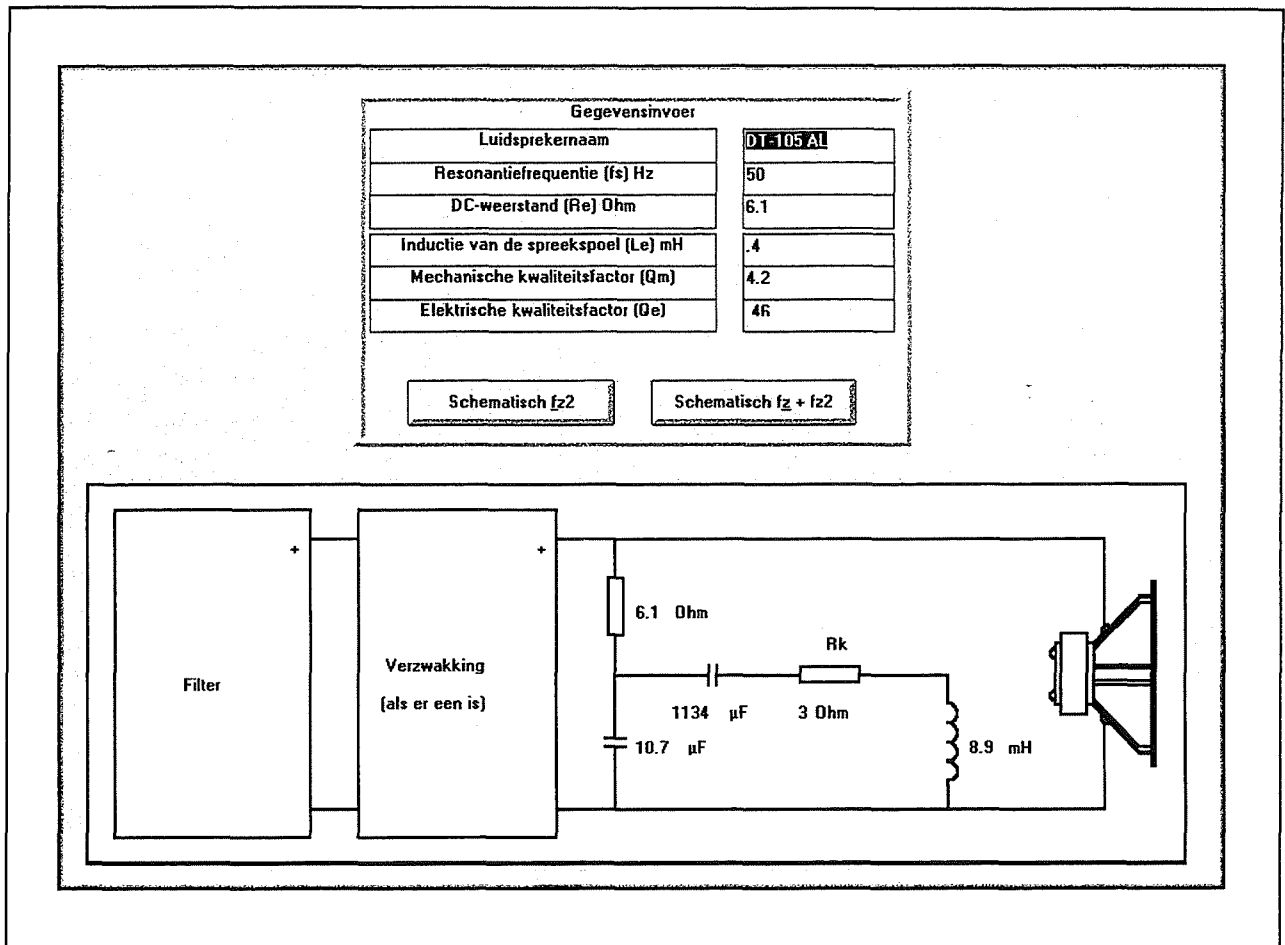 Gegevensinvoer
Luidsprekernaam DT-105 AL
Resonantiefrequentie (fs) Hz 50
DC-weerstand (Re) Ohm 6.1
Inductie van de spreekspoel (Le) mH .4
Mechanische kwaliteitsfactor (Qm) 4.2
Elektrische kwaliteitsfactor (Qe) .46
Schematisch fz2
Schematisch fz + fz2
+
+
6.1 Ohm
Rk
Filter
Verzwakking
(als er een is)
1134 µF
3 Ohm
10.7 µF
8.9 mH